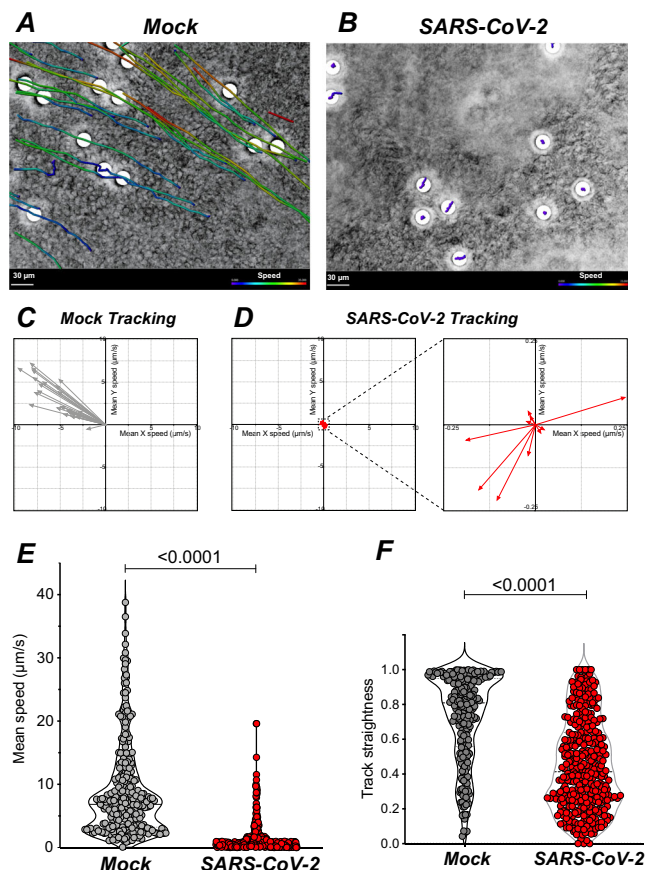 A Mock
B SARS-CoV-2
30 µm
Speed
30 µm
Speed
C Mock Tracking
D SARS-CoV-2 Tracking
10
5
-10
-5
5
10
-5
-10
Mean X speed (µm/s)
Mean Y speed (µm/s)
10
5
-10
-5
5
10
-5
-10
Mean X speed (µm/s)
Mean Y speed (µm/s)
0.25
-0.25
0.25
-0.25
Mean X speed (µm/s)
Mean Y speed (µm/s)
E
<0.0001
Mean speed (µm/s)
40
30
20
10
0
Mock
SARS-CoV-2
F
<0.0001
Track straightness
1.0
0.8
0.6
0.4
0.2
0.0
Mock
SARS-CoV-2